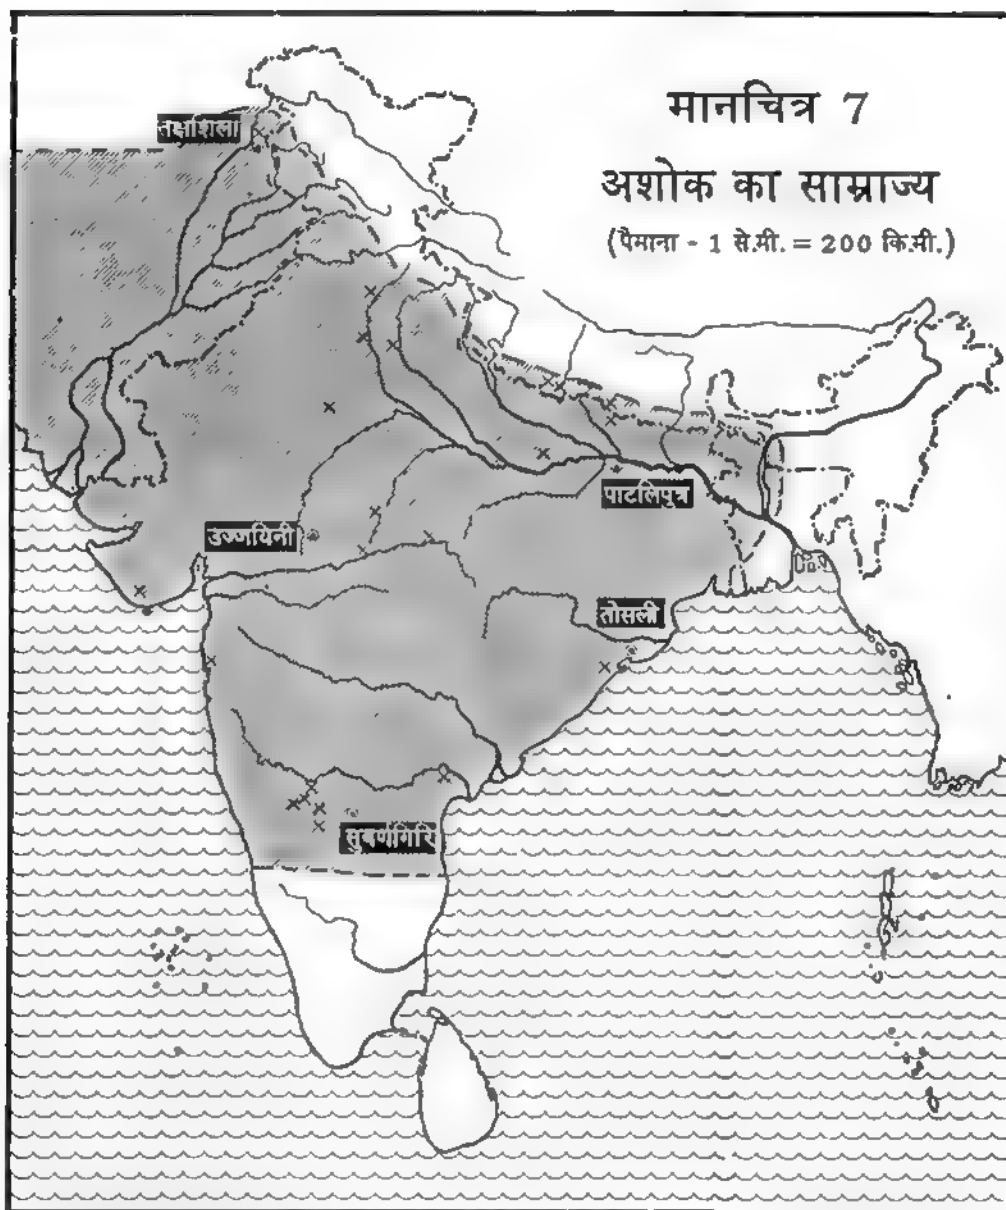 मानचित्र 7
अशोक का साम्राज्य
(पैमाना - 1 से.मी. = 200 कि.मी.)
तक्षशिला
पाटलिपुत्र
उज्जयिनी
तोसली
सुवर्णगिरि